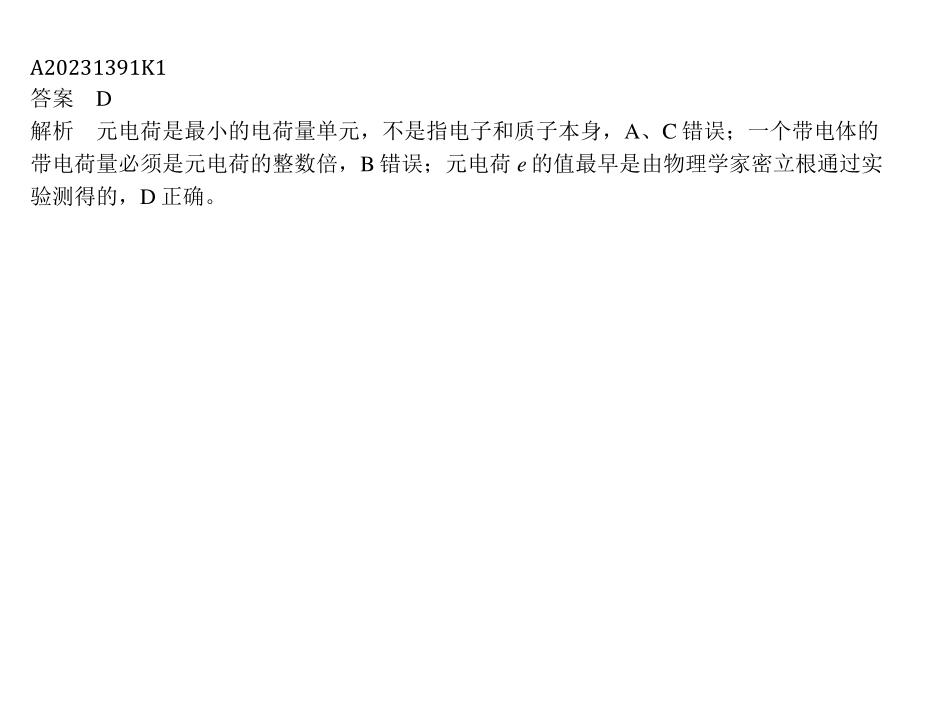 A20231391K1
答案　D
解析　元电荷是最小的电荷量单元，不是指电子和质子本身，A、C 错误；一个带电体的
带电荷量必须是元电荷的整数倍，B 错误；元电荷 e 的值最早是由物理学家密立根通过实
验测得的，D 正确。